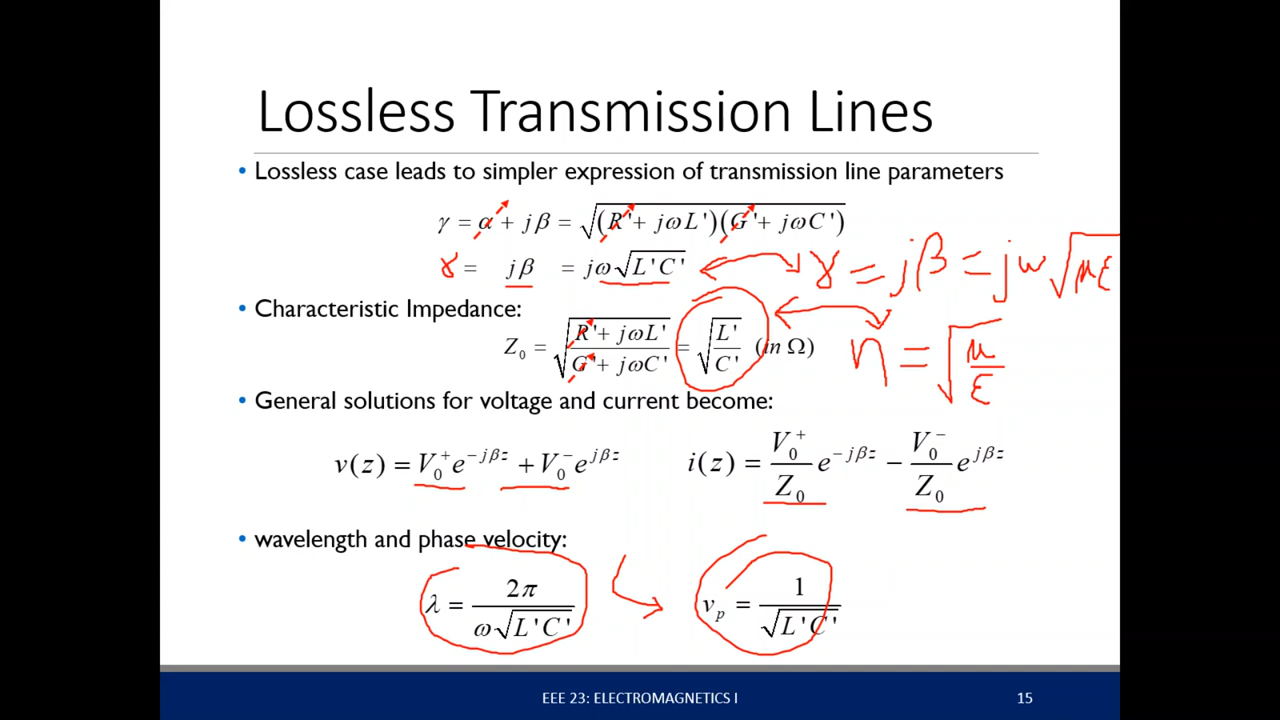 Lossless Transmission Lines
• Lossless case leads to simpler expression of transmission line parameters
γ = α + jβ = √(R'+ jωL')(G'+ jωC')
γ = jβ = jω√L'C'
γ = jβ = jω√με
• Characteristic Impedance:
Z₀ = √((R'+ jωL')/(G'+ jωC')) = √(L'/C') (in Ω)
η = √(μ/ε)
• General solutions for voltage and current become:
v(z) = V₀⁺e^(−jβz) + V₀⁻e^(jβz)
i(z) = V₀⁺/Z₀ e^(−jβz) − V₀⁻/Z₀ e^(jβz)
• wavelength and phase velocity:
λ = 2π/(ω√L'C')
vₚ = 1/√L'C'
EEE 23: ELECTROMAGNETICS I
15